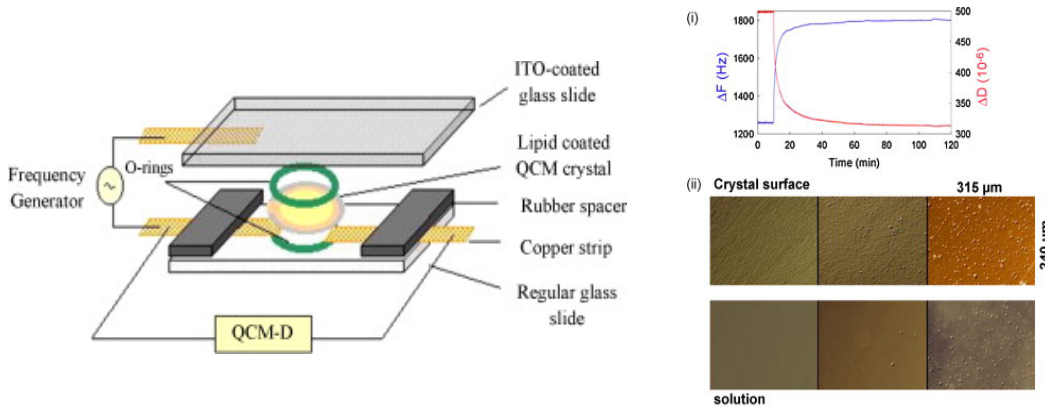 ITO-coated
glass slide
Lipid coated
QCM crystal
O-rings
Frequency
Generator
~
Rubber spacer
Copper strip
Regular glass
slide
QCM-D
(i)
ΔF (Hz)
1800
1600
1400
1200
500
450
400
350
300
ΔD (10⁻⁶)
0 20 40 60 80 100 120
Time (min)
(ii)
Crystal surface
315 µm
240 µm
solution